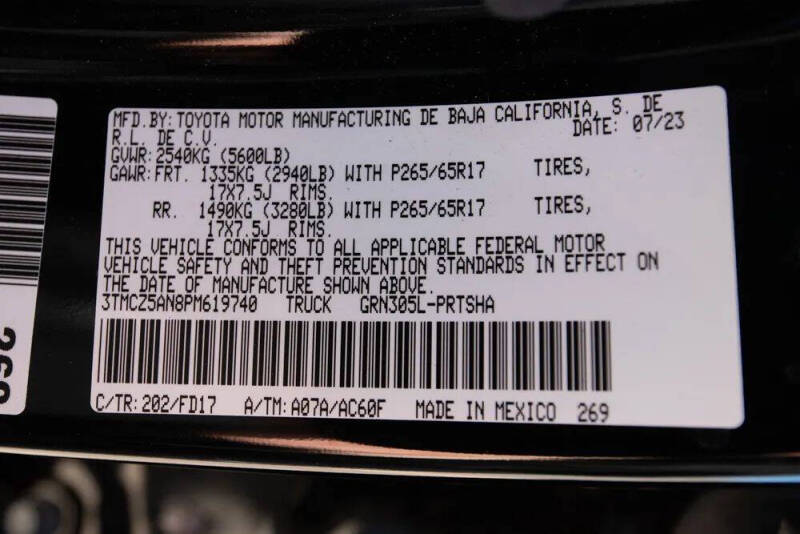 MFD.BY: TOYOTA MOTOR MANUFACTURING DE BAJA CALIFORNIA, S. DE
R.L. DE C.V. DATE: 07/23
GVWR: 2540KG (5600LB)
GAWR: FRT. 1335KG (2940LB) WITH P265/65R17 TIRES,
17X7.5J RIMS.
RR. 1490KG (3280LB) WITH P265/65R17 TIRES,
17X7.5J RIMS.
THIS VEHICLE CONFORMS TO ALL APPLICABLE FEDERAL MOTOR
VEHICLE SAFETY AND THEFT PREVENTION STANDARDS IN EFFECT ON
THE DATE OF MANUFACTURE SHOWN ABOVE.
3TMCZ5AN8PM619740 TRUCK GRN305L-PRTSHA
C/TR: 202/FD17 A/TM: A07A/AC60F MADE IN MEXICO 269
269